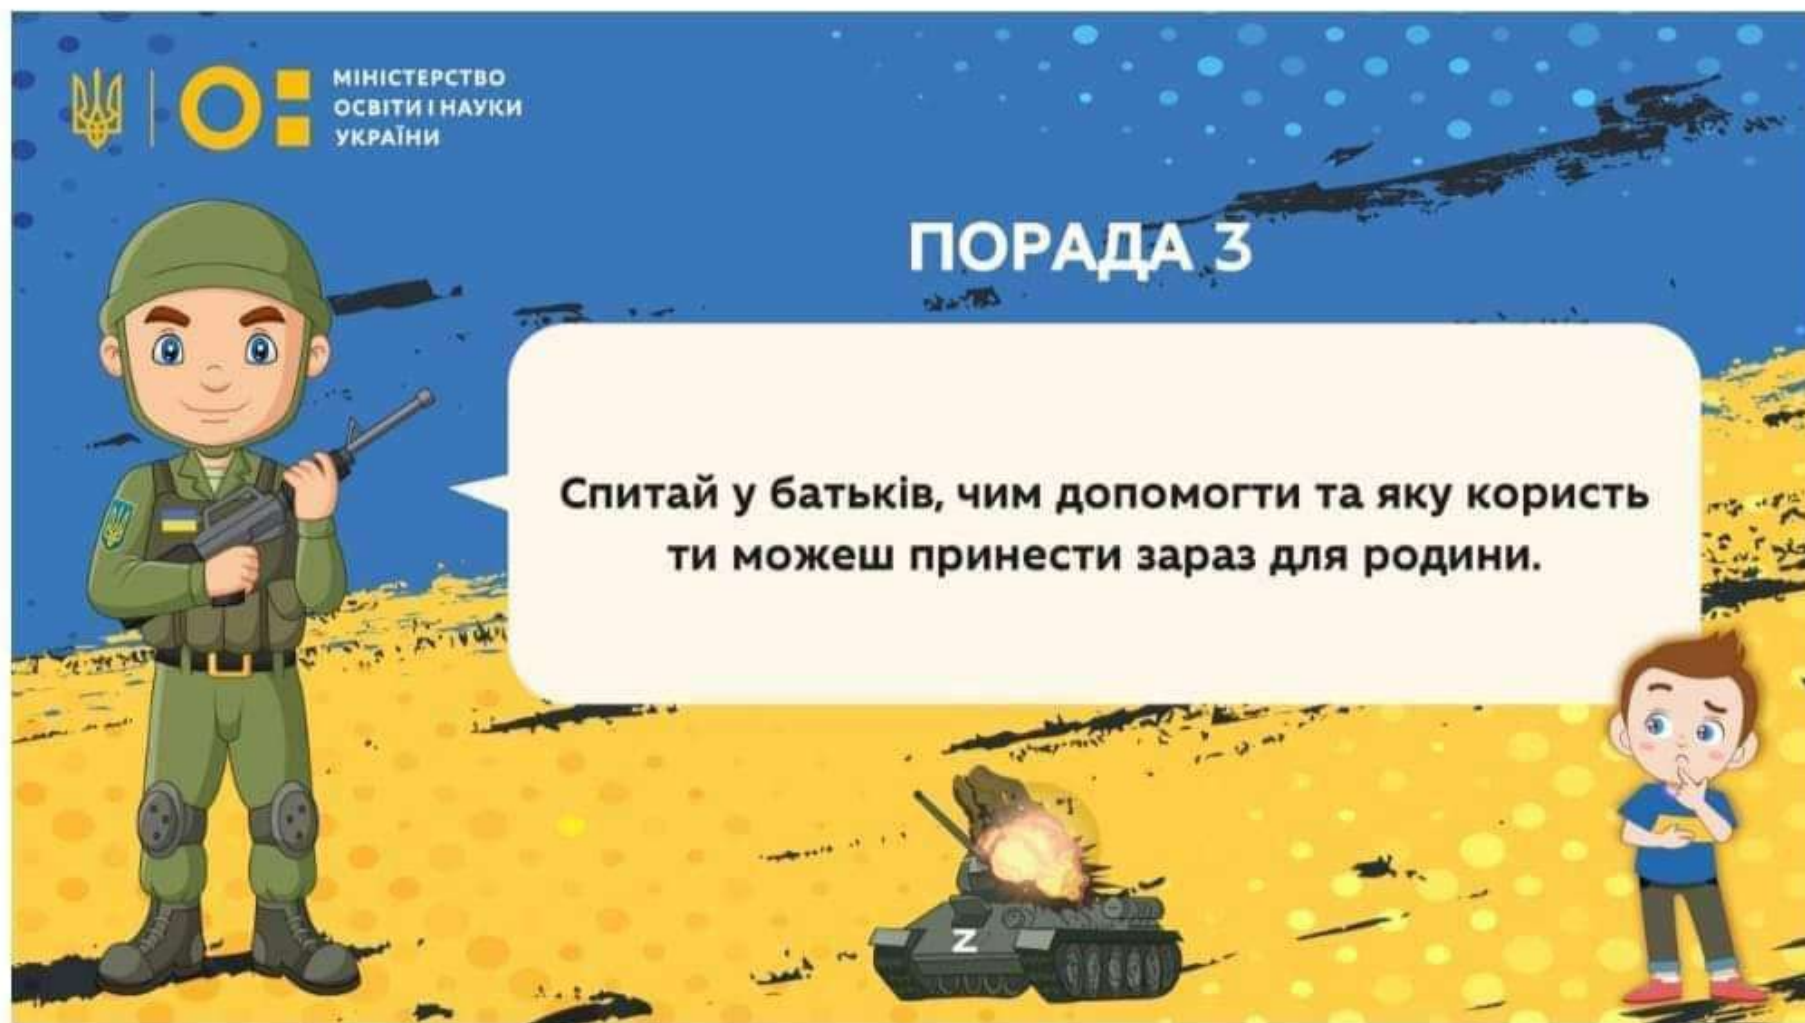 МІНІСТЕРСТВО
ОСВІТИ І НАУКИ
УКРАЇНИ
ПОРАДА 3
Спитай у батьків, чим допомогти та яку користь
ти можеш принести зараз для родини.
Z